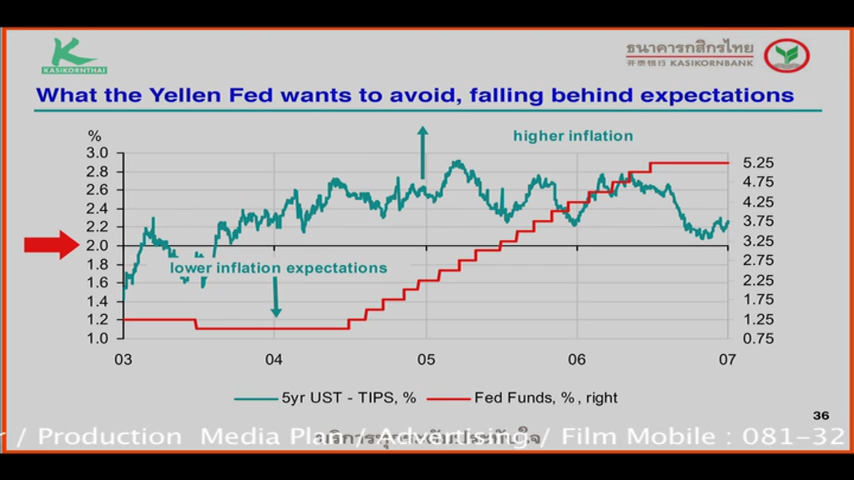 KASIKORNTHAI
ธนาคารกสิกรไทย
开泰银行 KASIKORNBANK
What the Yellen Fed wants to avoid, falling behind expectations
%
higher inflation
3.0
2.8
2.6
2.4
2.2
2.0
1.8
1.6
1.4
1.2
1.0
5.25
4.75
4.25
3.75
3.25
2.75
2.25
1.75
1.25
0.75
lower inflation expectations
03 04 05 06 07
5yr UST - TIPS, % Fed Funds, %, right
36
/ Production Media Plan / Advertising / Film Mobile : 081-32